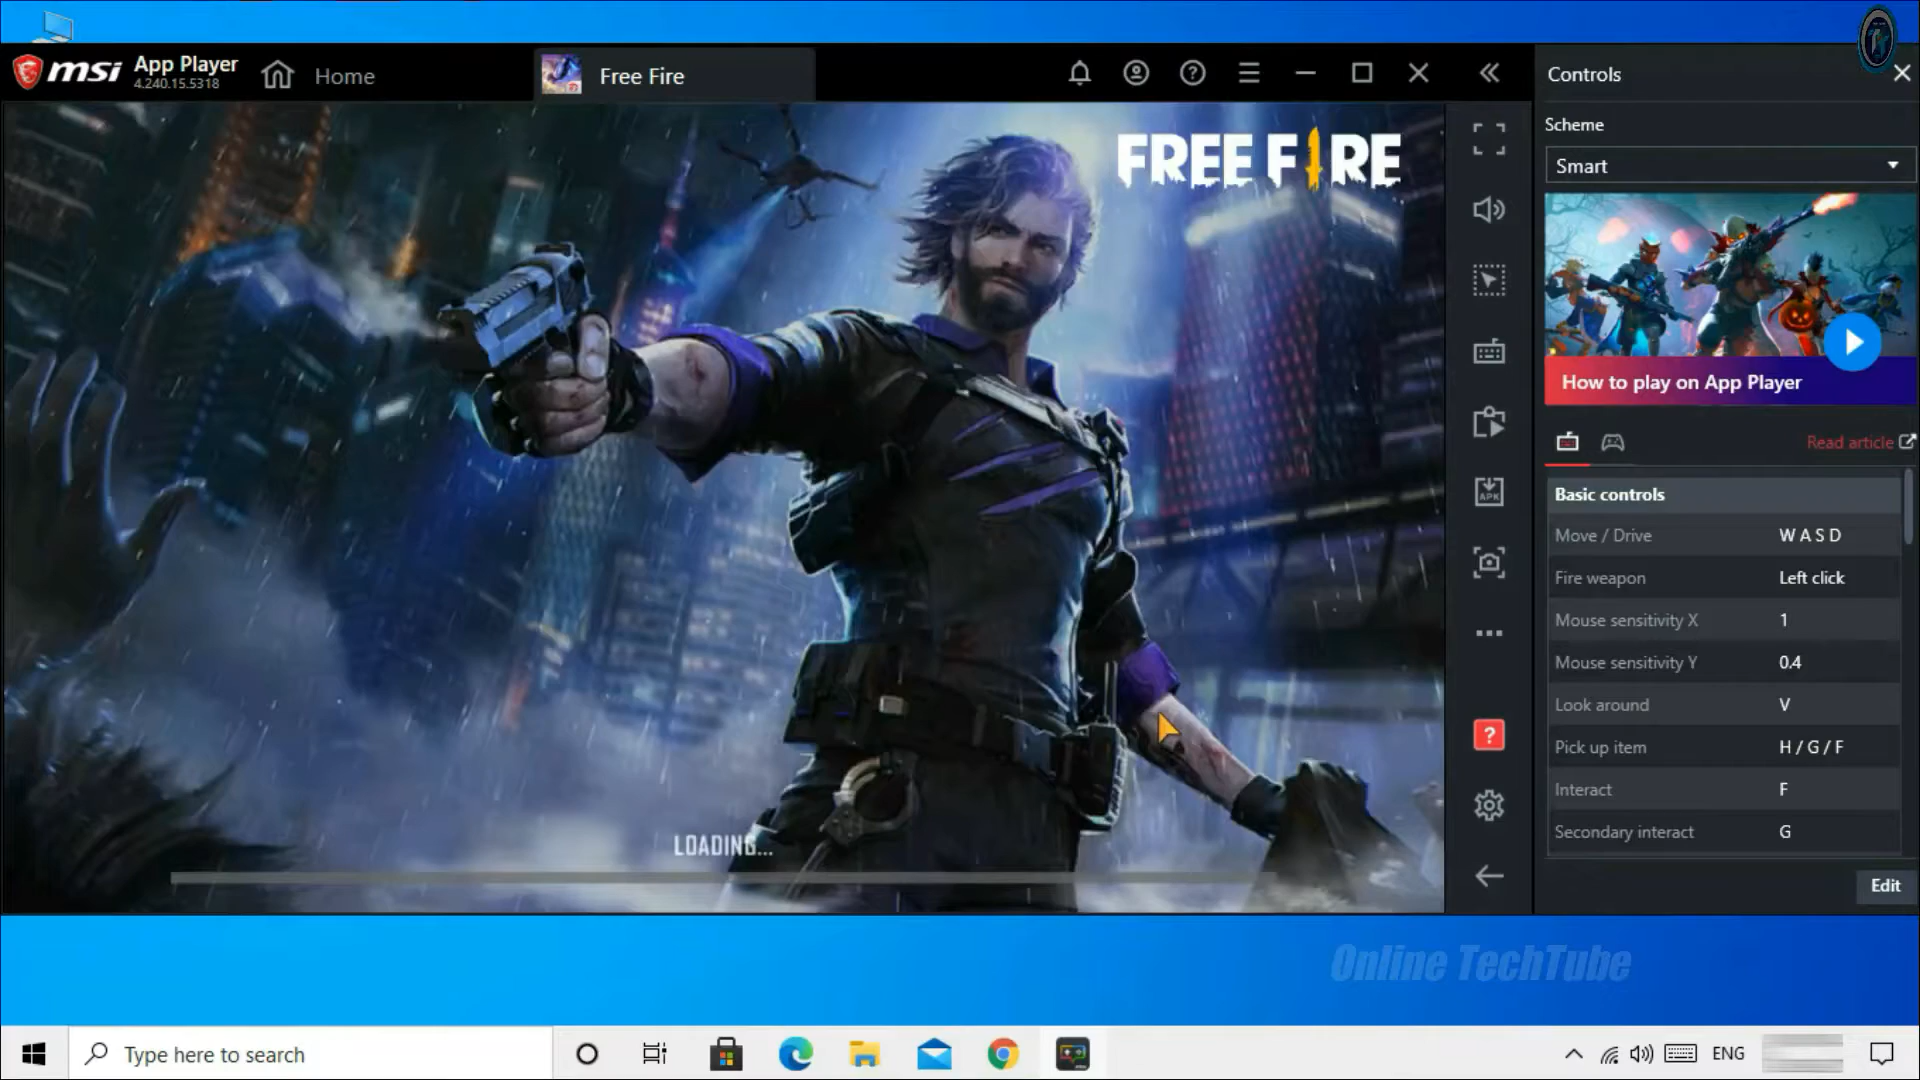 msi App Player
4.240.15.5318
Home
Free Fire
FREE FIRE
LOADING...
APK
?
Controls
Scheme
Smart
How to play on App Player
Read article
Basic controls
Move / Drive W A S D
Fire weapon Left click
Mouse sensitivity X 1
Mouse sensitivity Y 0.4
Look around V
Pick up item H / G / F
Interact F
Secondary interact G
Edit
Online TechTube
Type here to search
ENG